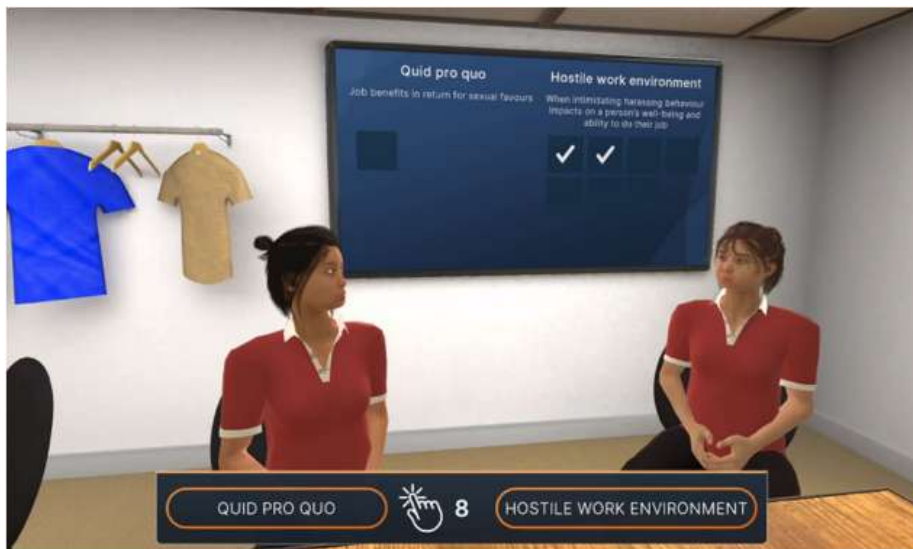 Quid pro quo
Job benefits in return for sexual favours
Hostile work environment
When intimidating harassing behaviour
impacts on a person's well-being and
ability to do their job
QUID PRO QUO
8
HOSTILE WORK ENVIRONMENT